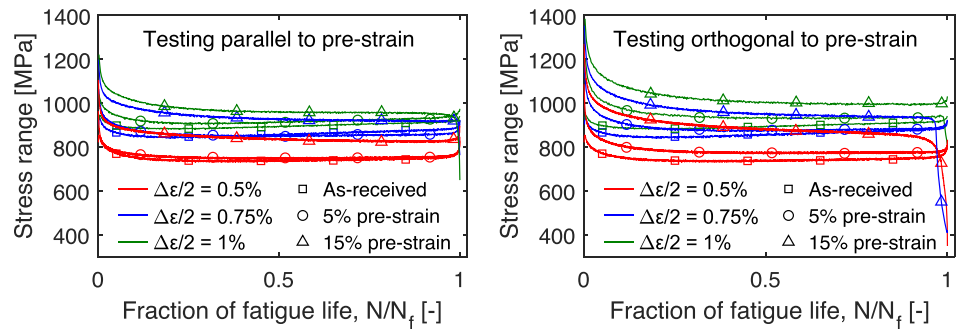 Testing parallel to pre-strain
Stress range [MPa]
1400
1200
1000
800
600
400
Δε/2 = 0.5%
Δε/2 = 0.75%
Δε/2 = 1%
As-received
5% pre-strain
15% pre-strain
0
0.5
1
Fraction of fatigue life, N/Nf [-]
Testing orthogonal to pre-strain
Stress range [MPa]
1400
1200
1000
800
600
400
Δε/2 = 0.5%
Δε/2 = 0.75%
Δε/2 = 1%
As-received
5% pre-strain
15% pre-strain
0
0.5
1
Fraction of fatigue life, N/Nf [-]